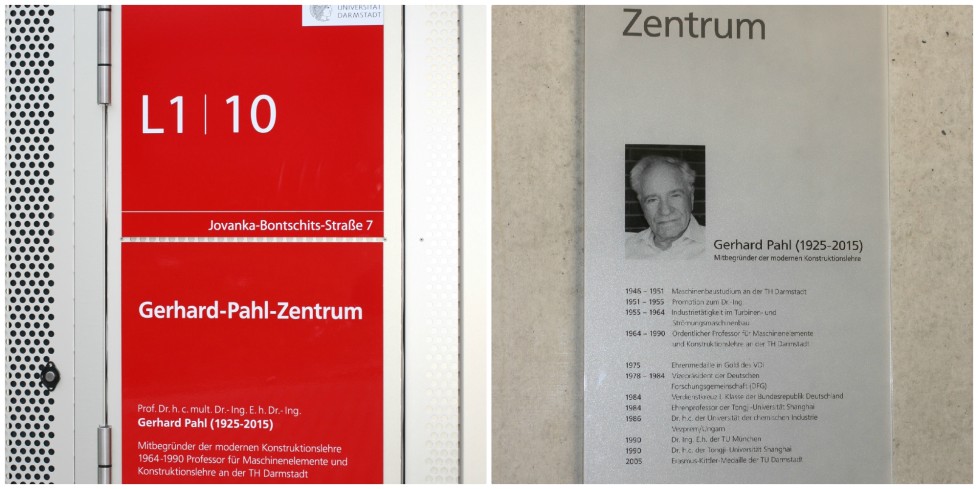 UNIVERSITÄT
DARMSTADT
L1 | 10
Jovanka-Bontschits-Straße 7
Gerhard-Pahl-Zentrum
Prof. Dr. h. c. mult. Dr.- Ing. E. h. Dr.- Ing.
Gerhard Pahl (1925-2015)
Mitbegründer der modernen Konstruktionslehre
1964-1990 Professor für Maschinenelemente und
Konstruktionslehre an der TH Darmstadt
Zentrum
Gerhard Pahl (1925-2015)
Mitbegründer der modernen Konstruktionslehre
1946 – 1951 Maschinenbaustudium an der TH Darmstadt
1951 – 1955 Promotion zum Dr.-Ing.
1955 – 1964 Industrietätigkeit im Turbinen- und
Strömungsmaschinenbau
1964 – 1990 Ordentlicher Professor für Maschinenelemente
und Konstruktionslehre an der TH Darmstadt
1975 Ehrenmedaille in Gold des VDI
1978 – 1984 Vizepräsident der Deutschen
Forschungsgemeinschaft (DFG)
1984 Verdienstkreuz I. Klasse der Bundesrepublik Deutschland
1984 Ehrenprofessor der Tongji-Universität Shanghai
1986 Dr. h.c. der Universität der chemischen Industrie
Veszprem/Ungarn
1990 Dr. Ing. E.h. der TU München
1990 Dr. h.c. der Tongji-Universität Shanghai
2005 Erasmus-Kittler-Medaille der TU Darmstadt